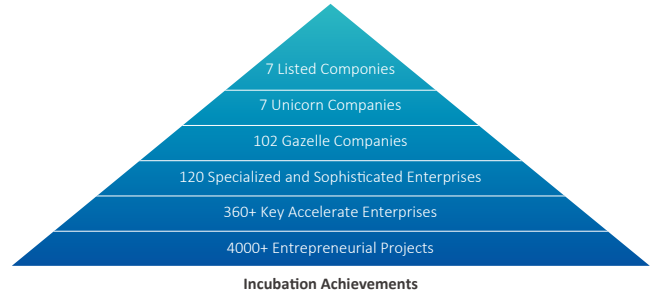 7 Listed Componies
7 Unicorn Companies
102 Gazelle Companies
120 Specialized and Sophisticated Enterprises
360+ Key Accelerate Enterprises
4000+ Entrepreneurial Projects
Incubation Achievements